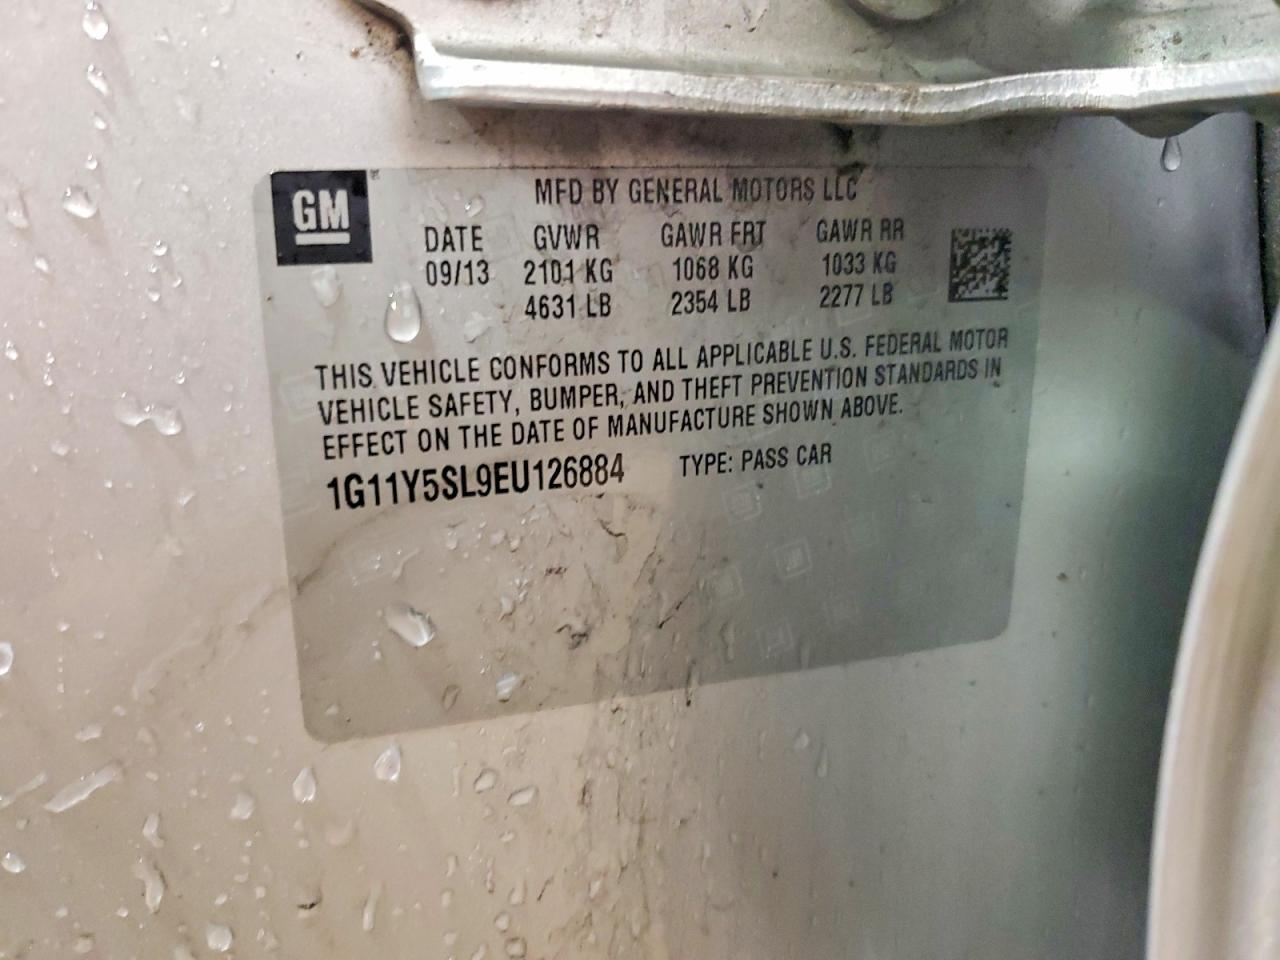 GM
MFD BY GENERAL MOTORS LLC
DATE GVWR GAWR FRT GAWR RR
09/13 2101 KG 1068 KG 1033 KG
4631 LB 2354 LB 2277 LB
THIS VEHICLE CONFORMS TO ALL APPLICABLE U.S. FEDERAL MOTOR
VEHICLE SAFETY, BUMPER, AND THEFT PREVENTION STANDARDS IN
EFFECT ON THE DATE OF MANUFACTURE SHOWN ABOVE.
1G11Y5SL9EU126884 TYPE: PASS CAR